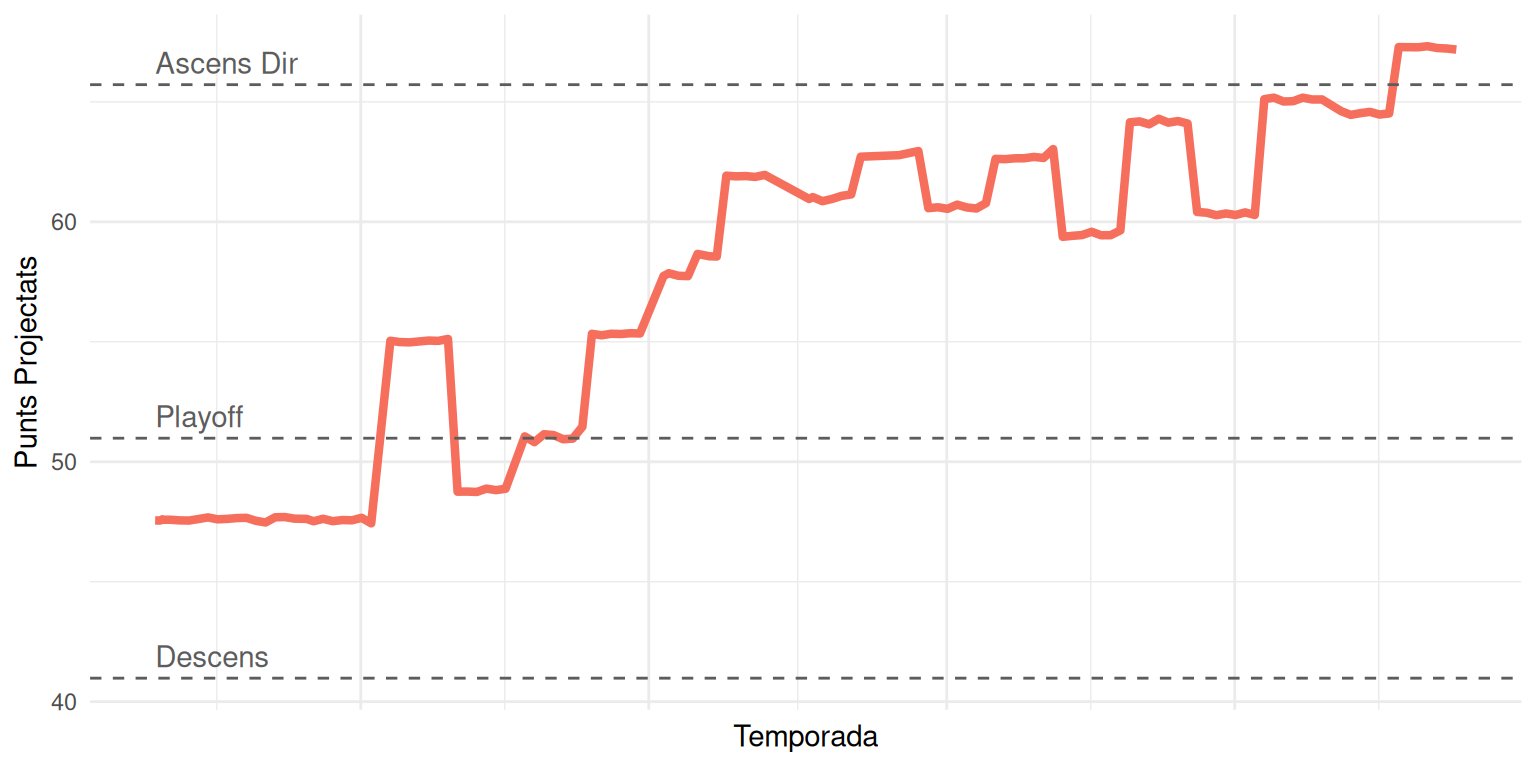 Ascens Dir
60
Punts Projectats
Playoff
50
Descens
40
Temporada